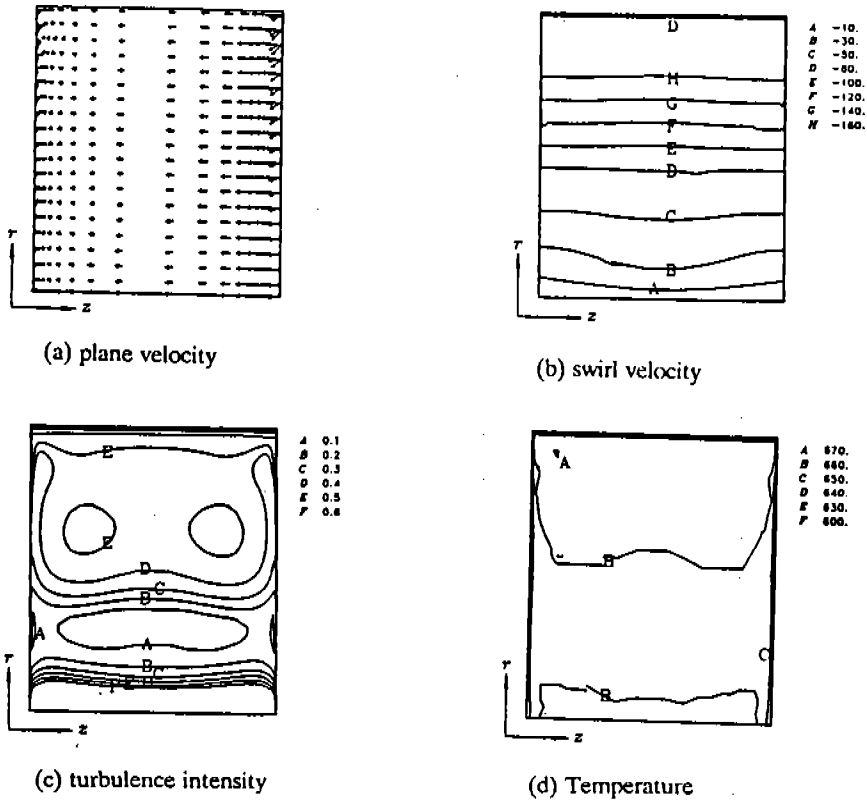 r
z
(a) plane velocity
D
H
G
F
E
D
C
B
A
r
z
A -10.
B -30.
C -50.
D -80.
E -100.
F -120.
G -140.
H -160.
(b) swirl velocity
E
E
D
C
B
A
A
B
C
r
z
A 0.1
B 0.2
C 0.3
D 0.4
E 0.5
F 0.6
(c) turbulence intensity
A
B
C
B
r
z
A 670.
B 660.
C 650.
D 640.
E 630.
F 600.
(d) Temperature